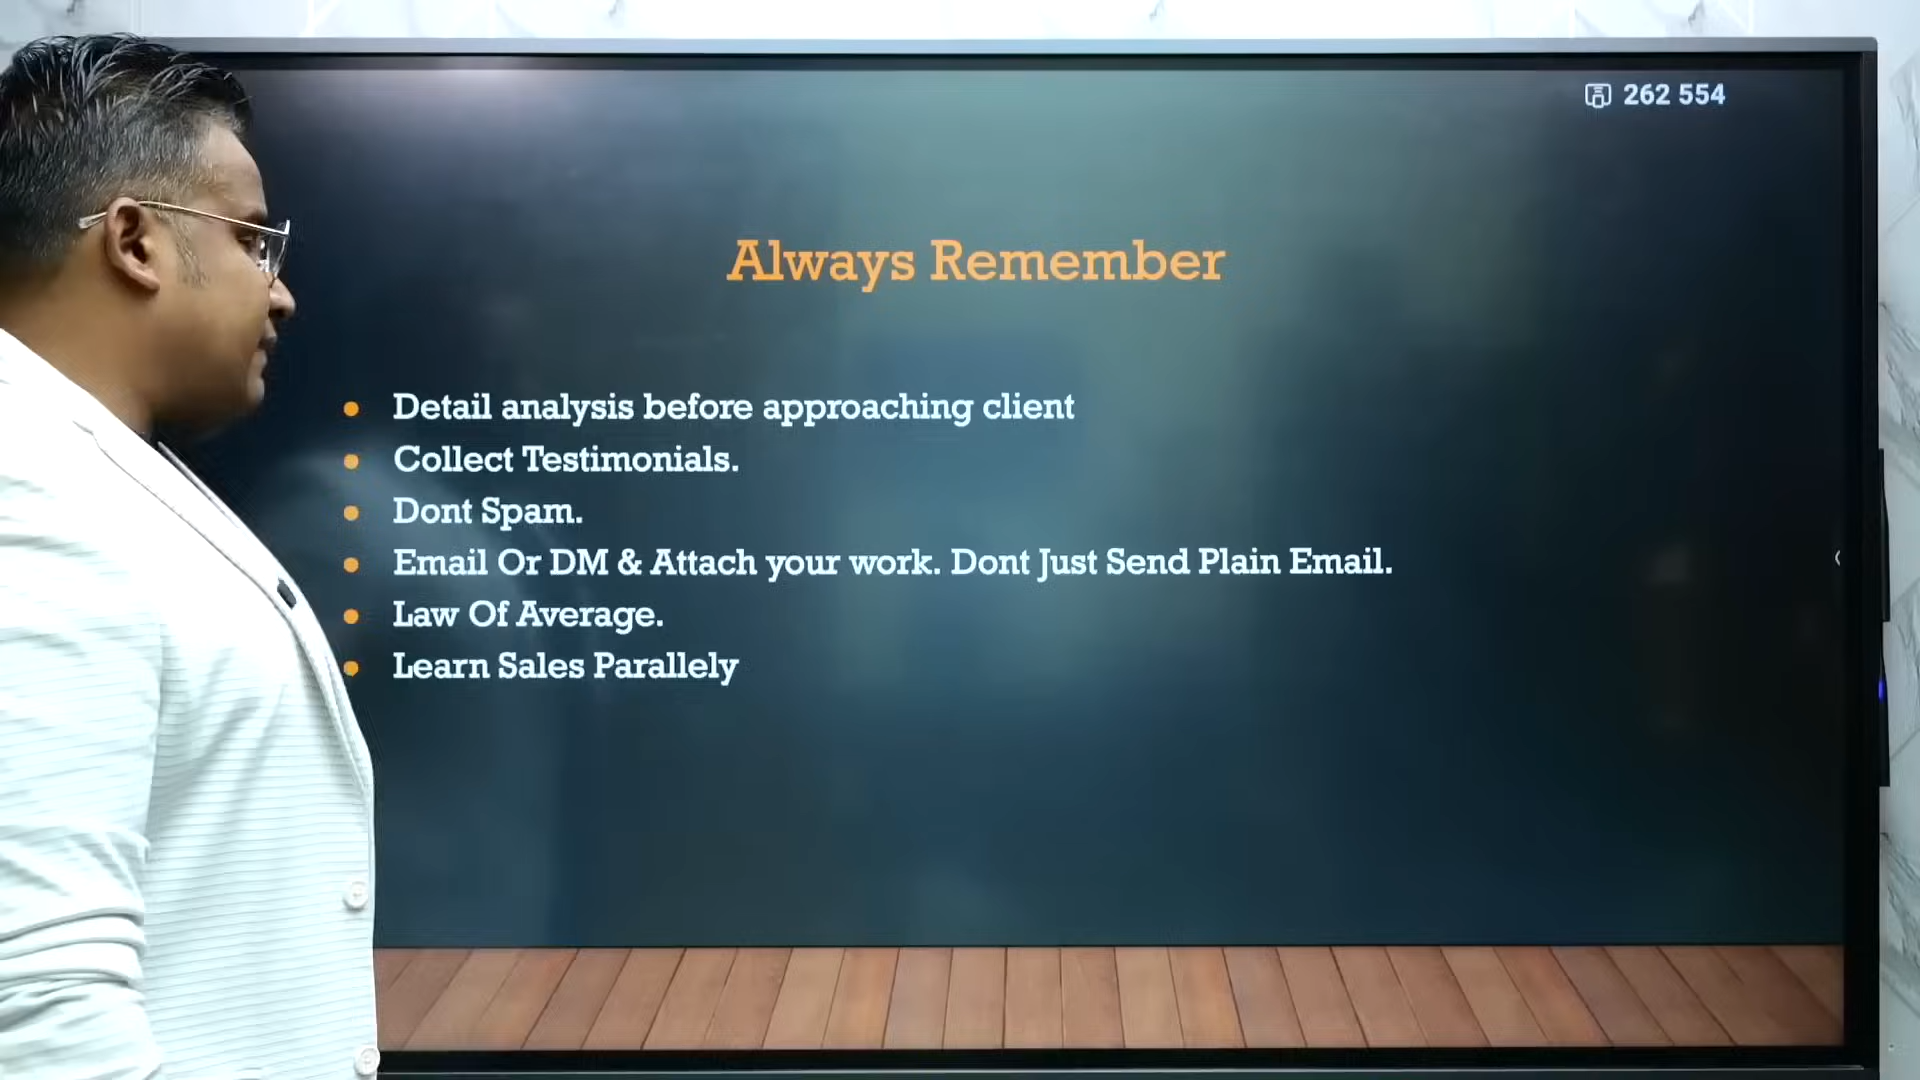 262 554
Always Remember
Detail analysis before approaching client
Collect Testimonials.
Dont Spam.
Email Or DM & Attach your work. Dont Just Send Plain Email.
Law Of Average.
Learn Sales Parallely